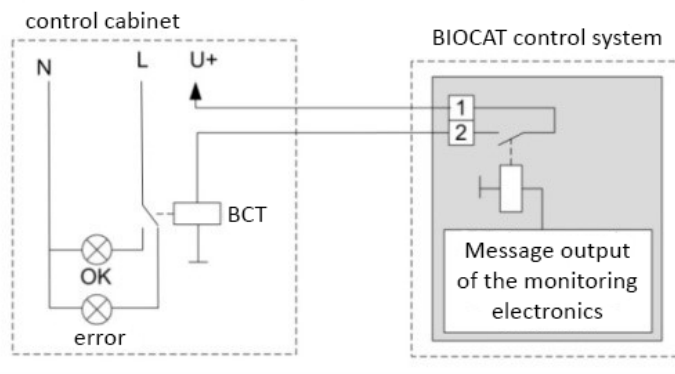 control cabinet
BIOCAT control system
N
L
U+
1
2
BCT
OK
error
Message output
of the monitoring
electronics